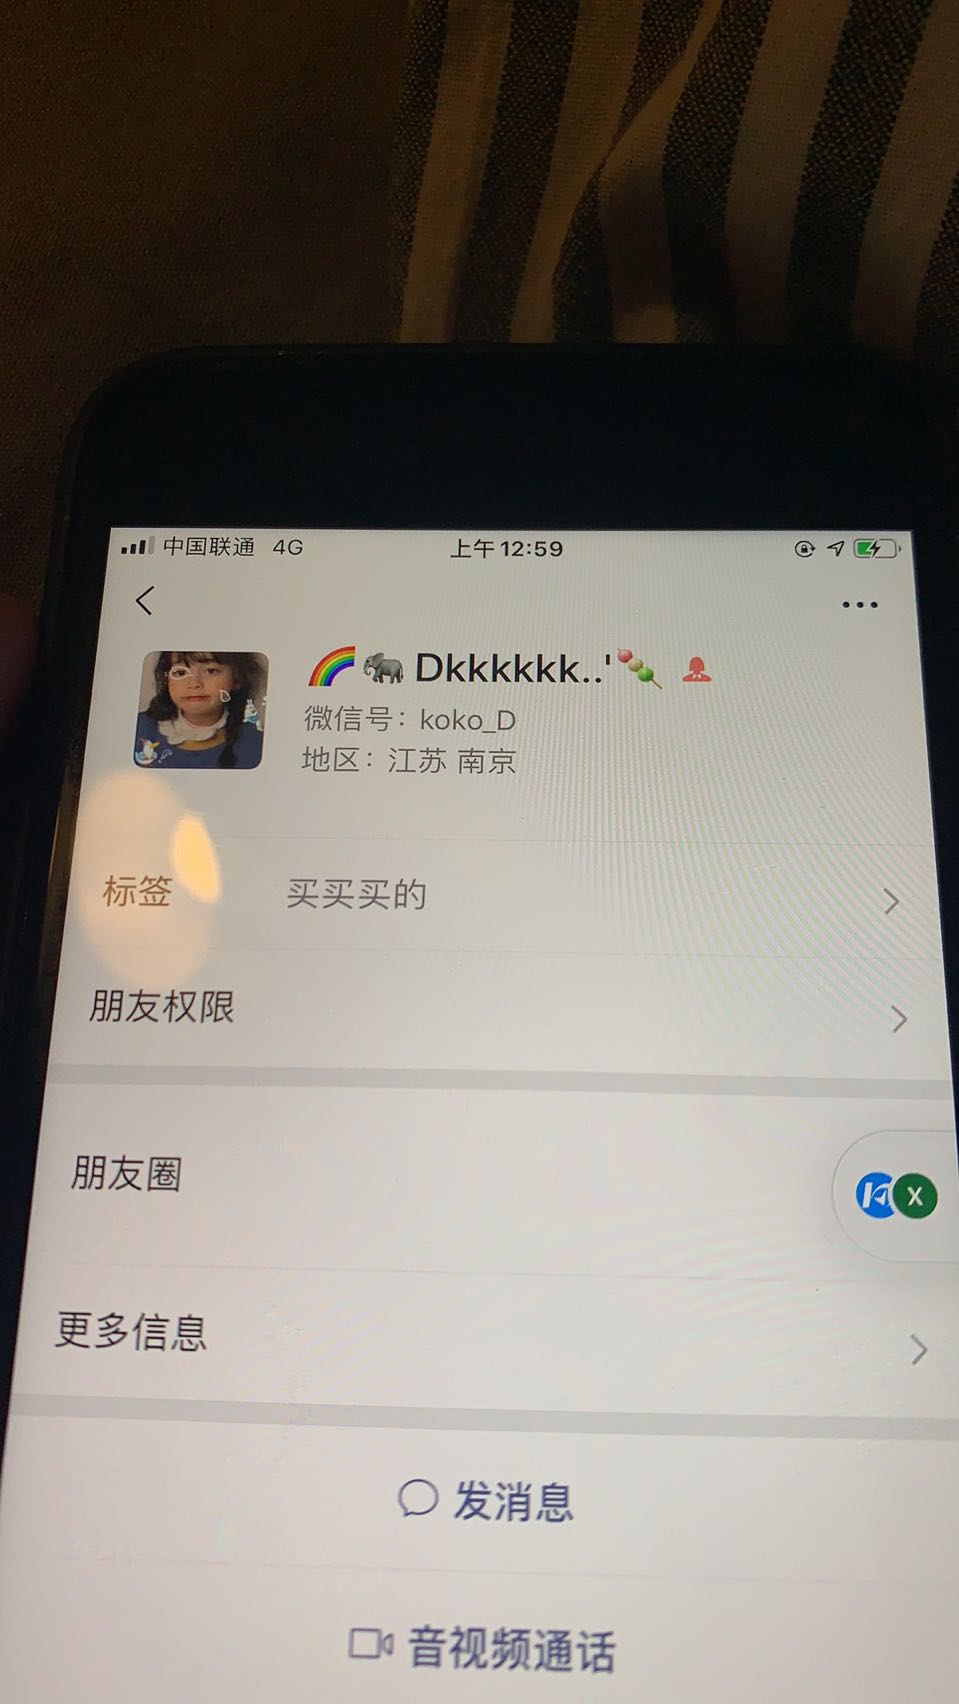 中国联通 4G 上午12:59
🌈🐘Dkkkkkk..'🍡
微信号：koko_D
地区：江苏 南京
标签 买买买的
朋友权限
朋友圈
X
更多信息
发消息
音视频通话